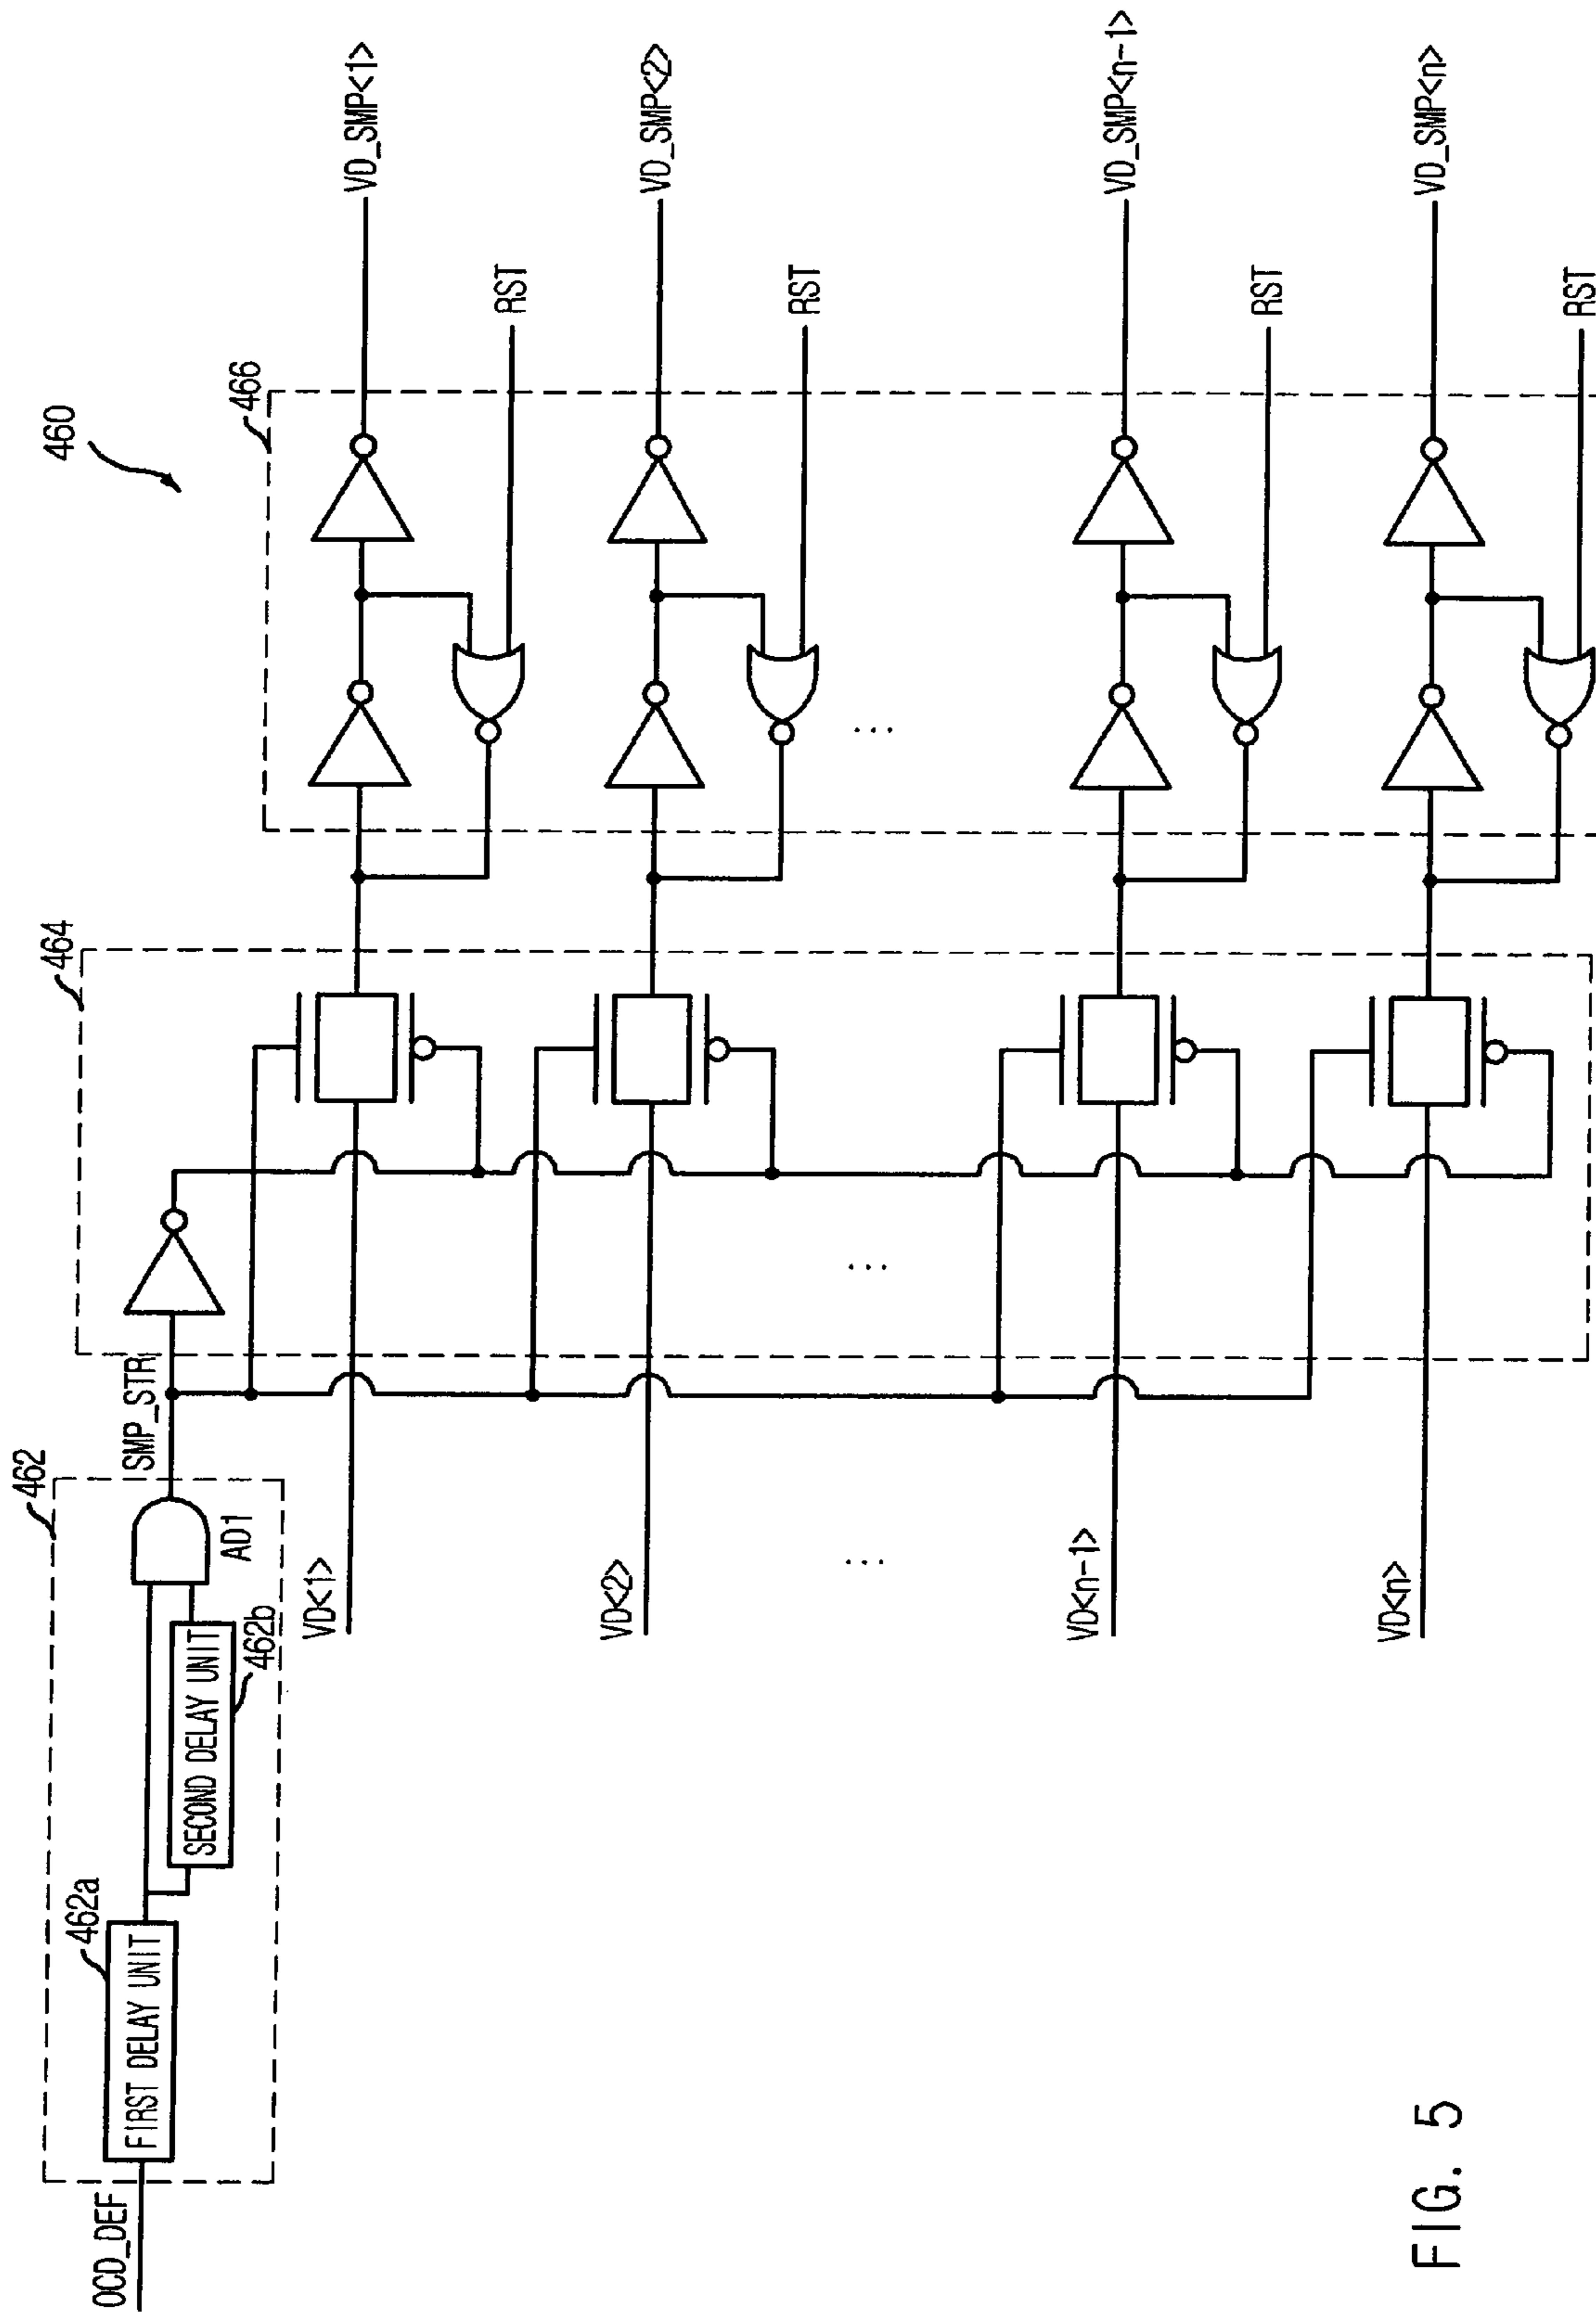 460
462
464
466
OCD_DEF
462a
FIRST DELAY UNIT
SECOND DELAY UNIT
462b
AD1
SMP_STR
VD<1>
VD_SMP<1>
RST
VD<2>
VD_SMP<2>
RST
...
...
...
VD<n-1>
VD_SMP<n-1>
RST
VD<n>
VD_SMP<n>
RST
FIG. 5